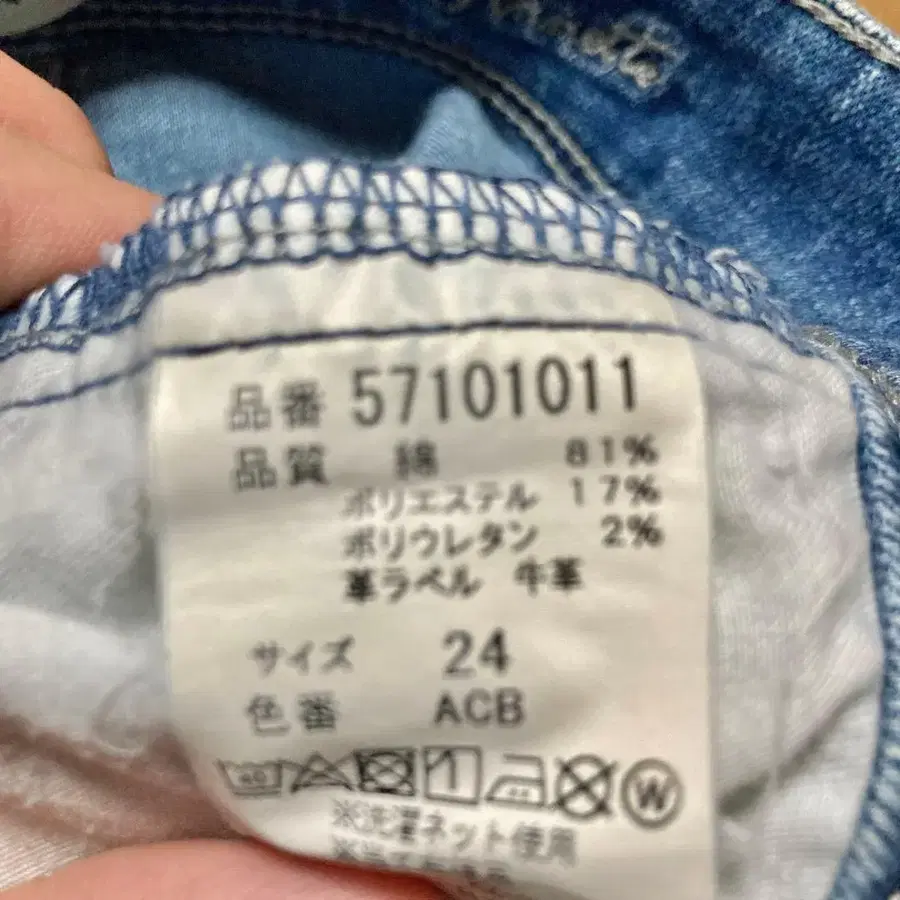 品番 57101011
品質 綿 81%
ポリエステル 17%
ポリウレタン 2%
革ラベル 牛革
サイズ 24
色番 ACB
40 W
※洗濯ネット使用